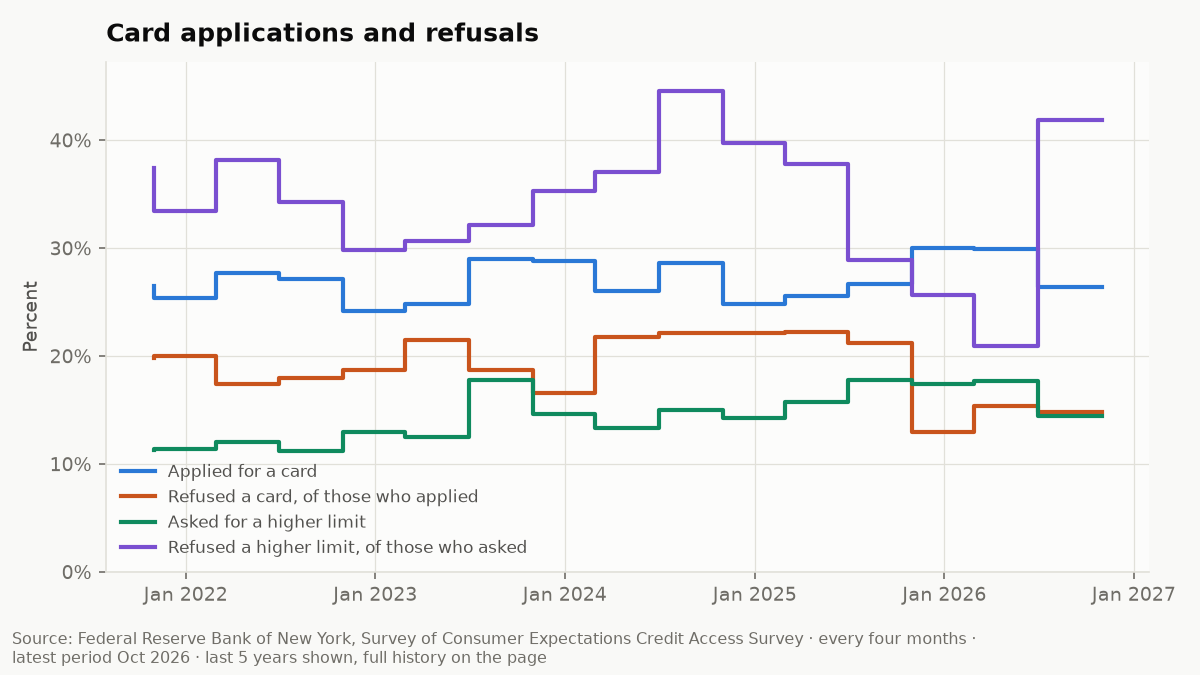 Card applications and refusals
Percent
40%
30%
20%
10%
0%
Applied for a card
Refused a card, of those who applied
Asked for a higher limit
Refused a higher limit, of those who asked
Jan 2022 Jan 2023 Jan 2024 Jan 2025 Jan 2026 Jan 2027
Source: Federal Reserve Bank of New York, Survey of Consumer Expectations Credit Access Survey · every four months ·
latest period Oct 2026 · last 5 years shown, full history on the page